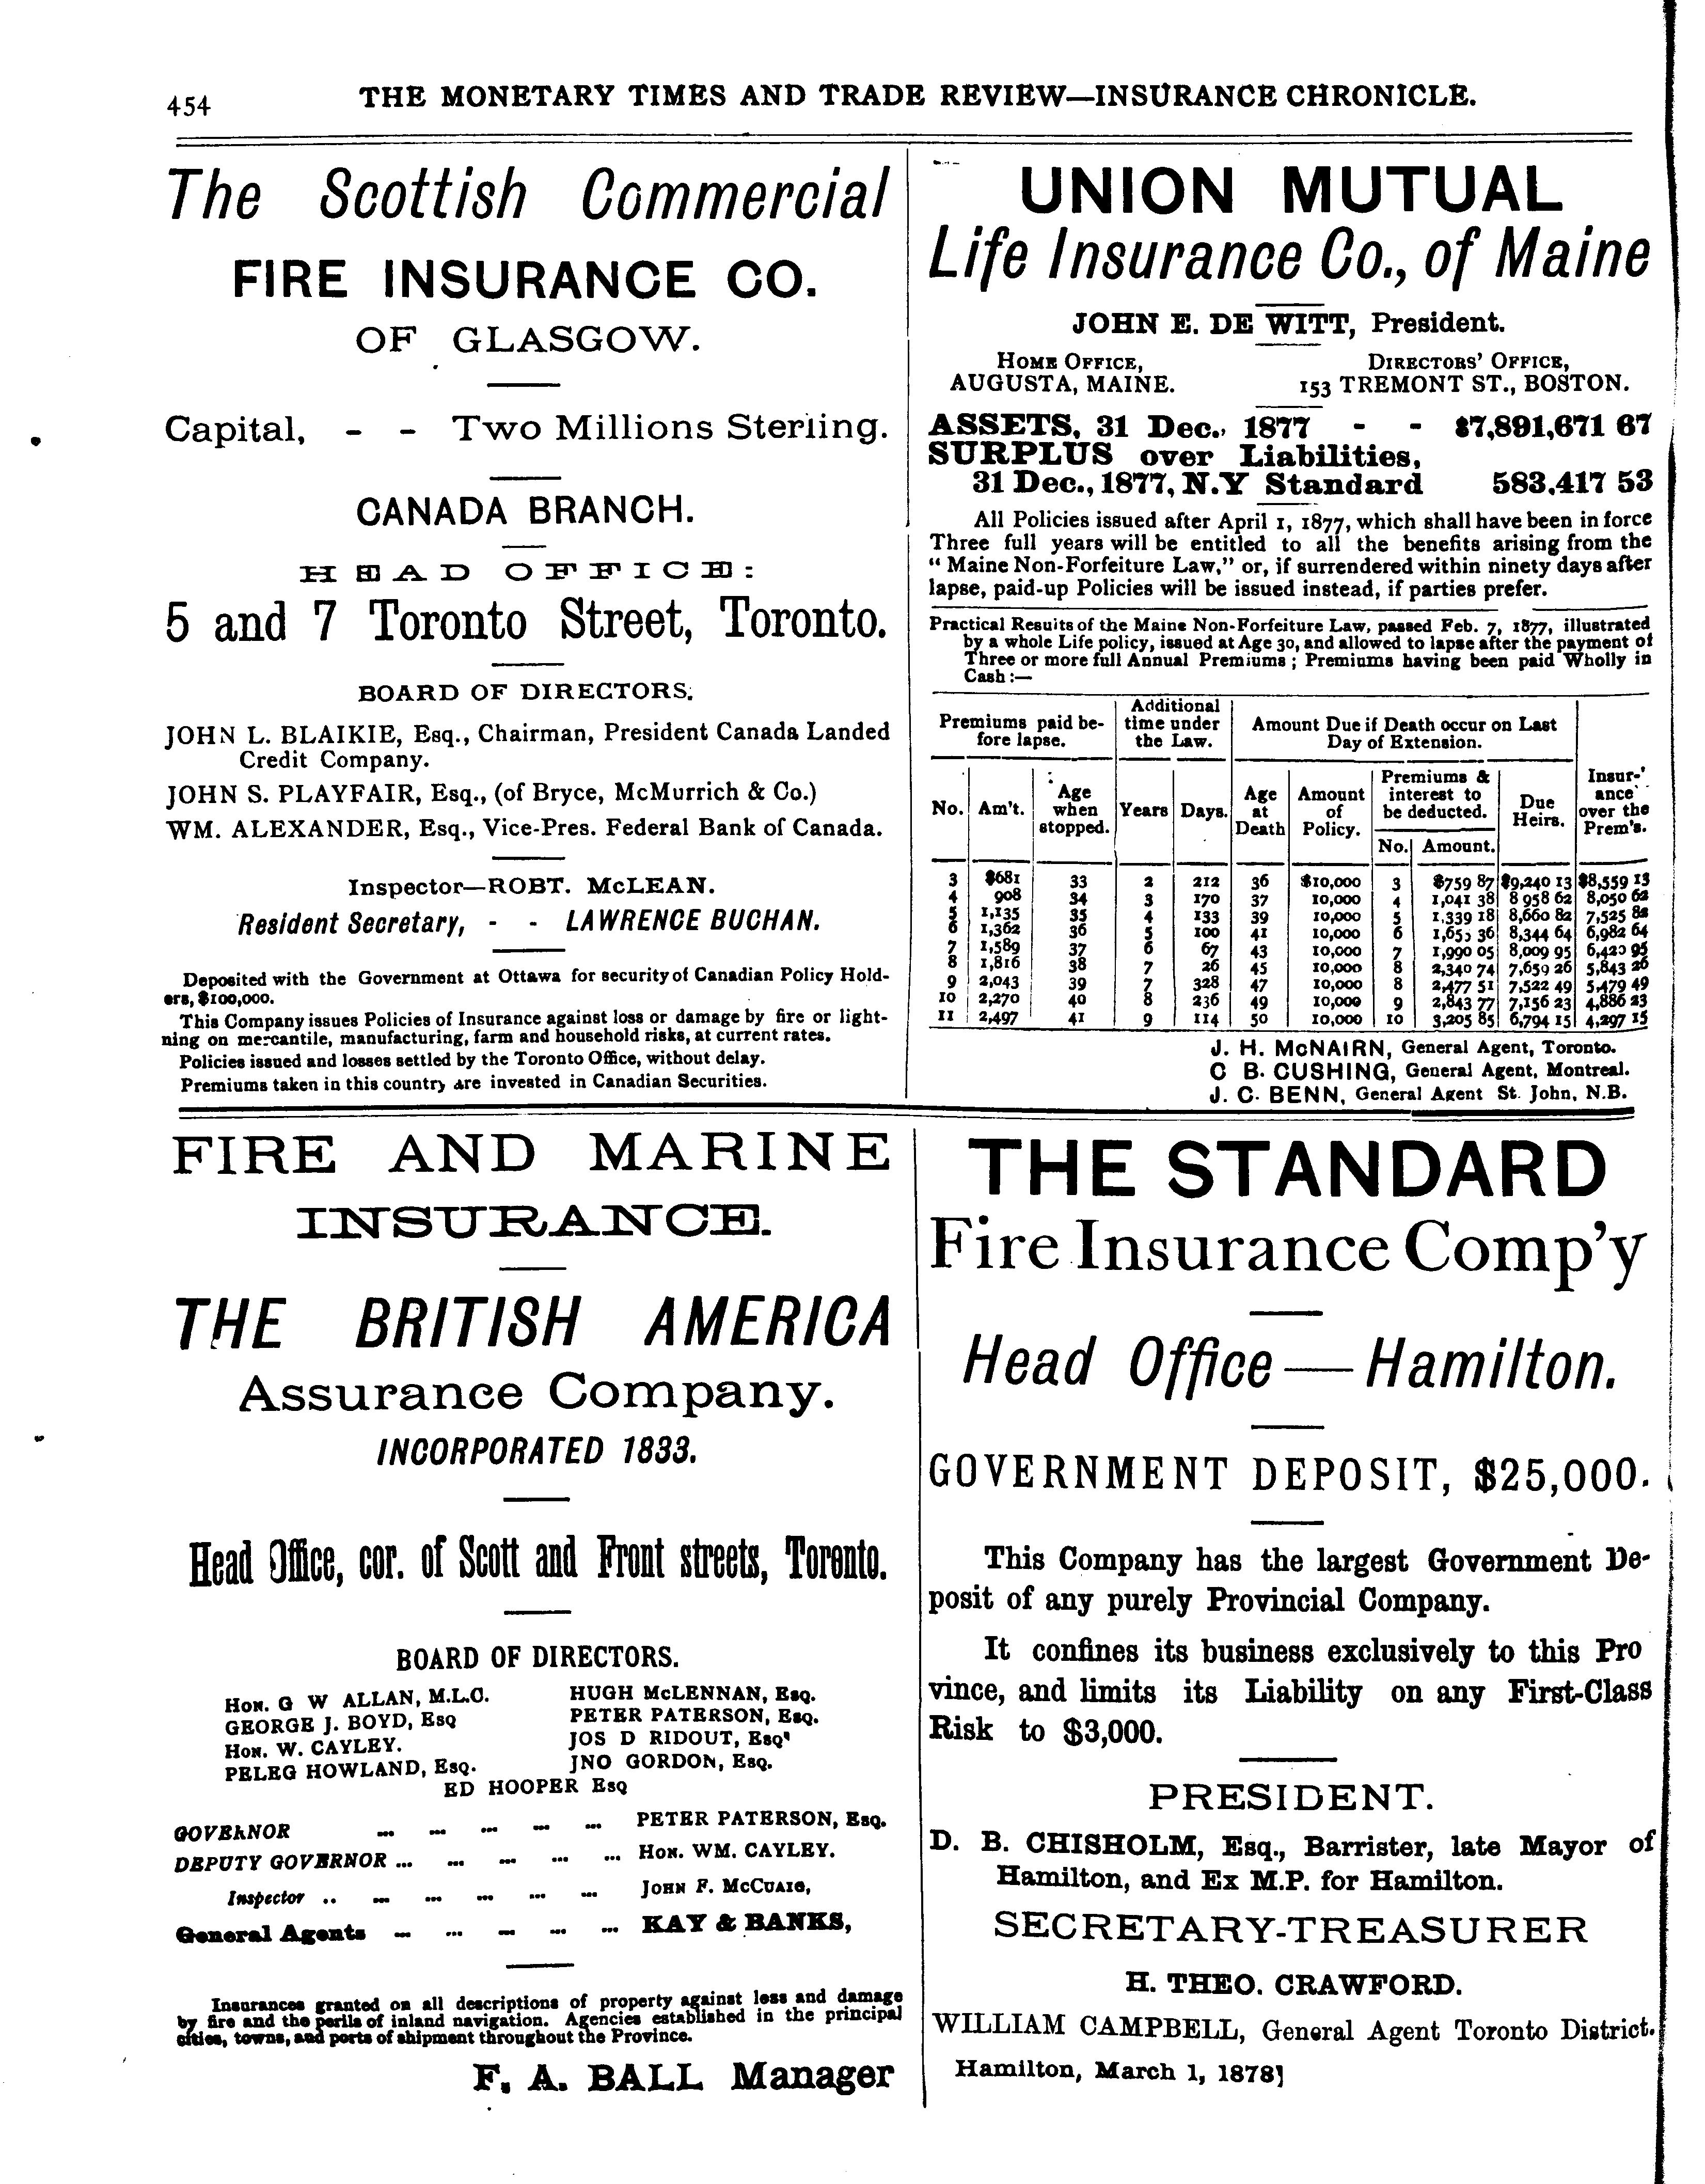 454
THE MONETARY TIMES AND TRADE REVIEW—INSURANCE CHRONICLE.
The Scottish Commercial
FIRE INSURANCE CO.
OF GLASGOW.
Capital, - - Two Millions Sterling.
CANADA BRANCH.
HEAD OFFICE:
5 and 7 Toronto Street, Toronto.
BOARD OF DIRECTORS.
JOHN L. BLAIKIE, Esq., Chairman, President Canada Landed
Credit Company.
JOHN S. PLAYFAIR, Esq., (of Bryce, McMurrich & Co.)
WM. ALEXANDER, Esq., Vice-Pres. Federal Bank of Canada.
Inspector—ROBT. McLEAN.
Resident Secretary, - - LAWRENCE BUCHAN.
Deposited with the Government at Ottawa for security of Canadian Policy Hold-
ers, $100,000.
This Company issues Policies of Insurance against loss or damage by fire or light-
ning on mercantile, manufacturing, farm and household risks, at current rates.
Policies issued and losses settled by the Toronto Office, without delay.
Premiums taken in this country are invested in Canadian Securities.
UNION MUTUAL
Life Insurance Co., of Maine
JOHN E. DE WITT, President.
HOME OFFICE, DIRECTORS' OFFICE,
AUGUSTA, MAINE. 153 TREMONT ST., BOSTON.
ASSETS, 31 Dec., 1877 - - $7,891,671 67
SURPLUS over Liabilities,
31 Dec., 1877, N.Y Standard 583.417 53
All Policies issued after April 1, 1877, which shall have been in force
Three full years will be entitled to all the benefits arising from the
“ Maine Non-Forfeiture Law,” or, if surrendered within ninety days after
lapse, paid-up Policies will be issued instead, if parties prefer.
Practical Results of the Maine Non-Forfeiture Law, passed Feb. 7, 1877, illustrated
by a whole Life policy, issued at Age 30, and allowed to lapse after the payment of
Three or more full Annual Premiums ; Premiums having been paid Wholly in
Cash :—
Premiums paid be-
fore lapse.
Additional
time under
the Law.
Amount Due if Death occur on Last
Day of Extension.
No.
Am't.
Age
when
stopped.
Years
Days.
Age
at
Death
Amount
of
Policy.
Premiums &
interest to
be deducted.
No. Amount.
Due
Heirs.
Insur-
ance
over the
Prem's.
3 $681 33 2 212 36 $10,000 3 $759 87 $9,240 13 $8,559 13
4 908 34 3 170 37 10,000 4 1,041 38 8 958 62 8,050 62
5 1,135 35 4 133 39 10,000 5 1,339 18 8,660 82 7,525 82
6 1,362 36 5 100 41 10,000 6 1,655 36 8,344 64 6,982 64
7 1,589 37 6 67 43 10,000 7 1,990 05 8,009 95 6,420 95
8 1,816 38 7 26 45 10,000 8 2,340 74 7,659 26 5,843 26
9 2,043 39 7 328 47 10,000 8 2,477 51 7,522 49 5,479 49
10 2,270 40 8 236 49 10,000 9 2,843 77 7,156 23 4,886 23
11 2,497 41 9 114 50 10,000 10 3,205 85 6,794 15 4,297 15
J. H. McNAIRN, General Agent, Toronto.
C B. CUSHING, General Agent, Montreal.
J. C. BENN, General Agent St. John, N.B.
FIRE AND MARINE
INSURANCE.
THE BRITISH AMERICA
Assurance Company.
INCORPORATED 1833.
Head Office, cor. of Scott and Front streets, Toronto.
BOARD OF DIRECTORS.
HON. G W ALLAN, M.L.C. HUGH McLENNAN, ESQ.
GEORGE J. BOYD, ESQ PETER PATERSON, ESQ.
HON. W. CAYLEY. JOS D RIDOUT, ESQ
PELEG HOWLAND, ESQ. JNO GORDON, ESQ.
ED HOOPER ESQ
GOVERNOR ... ... ... ... ... PETER PATERSON, ESQ.
DEPUTY GOVERNOR ... ... ... ... ... HON. WM. CAYLEY.
Inspector .. ... ... ... ... ... JOHN F. McCUAIG,
General Agents ... ... ... ... ... KAY & BANKS,
Insurances granted on all descriptions of property against loss and damage
by fire and the perils of inland navigation. Agencies established in the principal
cities, towns, and ports of shipment throughout the Province.
F. A. BALL Manager
THE STANDARD
Fire Insurance Comp'y
Head Office—Hamilton.
GOVERNMENT DEPOSIT, $25,000.
This Company has the largest Government De-
posit of any purely Provincial Company.
It confines its business exclusively to this Pro
vince, and limits its Liability on any First-Class
Risk to $3,000.
PRESIDENT.
D. B. CHISHOLM, Esq., Barrister, late Mayor of
Hamilton, and Ex M.P. for Hamilton.
SECRETARY-TREASURER
H. THEO. CRAWFORD.
WILLIAM CAMPBELL, General Agent Toronto District.
Hamilton, March 1, 1878]